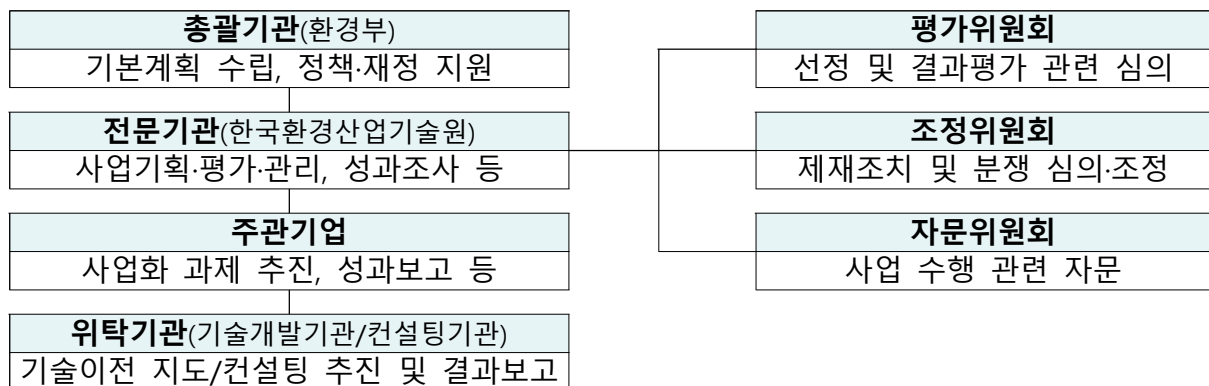 총괄기관(환경부)
기본계획 수립, 정책·재정 지원
전문기관(한국환경산업기술원)
사업기획·평가·관리, 성과조사 등
주관기업
사업화 과제 추진, 성과보고 등
위탁기관(기술개발기관/컨설팅기관)
기술이전 지도/컨설팅 추진 및 결과보고
평가위원회
선정 및 결과평가 관련 심의
조정위원회
제재조치 및 분쟁 심의·조정
자문위원회
사업 수행 관련 자문